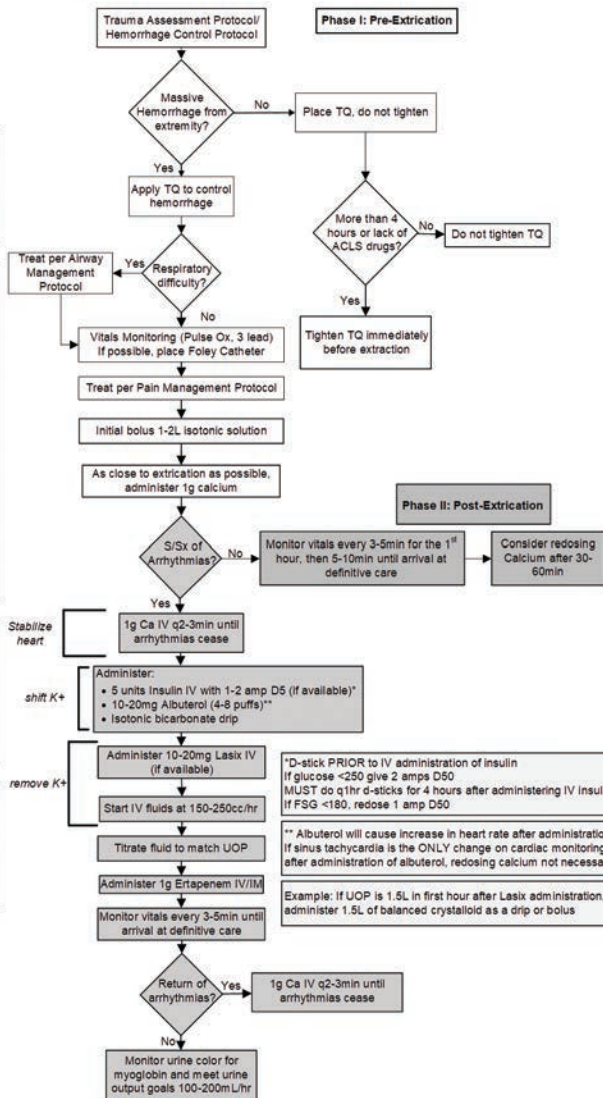 Trauma Assessment Protocol/
Hemorrhage Control Protocol
Phase I: Pre-Extrication
Massive
Hemorrhage from
extremity?
No
Place TQ, do not tighten
Yes
Apply TQ to control
hemorrhage
More than 4
hours or lack of
ACLS drugs?
No
Do not tighten TQ
Yes
Tighten TQ immediately
before extraction
Respiratory
difficulty?
Yes
Treat per Airway
Management
Protocol
No
Vitals Monitoring (Pulse Ox, 3 lead)
If possible, place Foley Catheter
Treat per Pain Management Protocol
Initial bolus 1-2L isotonic solution
As close to extrication as possible,
administer 1g calcium
Phase II: Post-Extrication
S/Sx of
Arrhythmias?
No
Monitor vitals every 3-5min for the 1st
hour, then 5-10min until arrival at
definitive care
Consider redosing
Calcium after 30-
60min
Yes
Stabilize
heart
1g Ca IV q2-3min until
arrhythmias cease
shift K+
Administer:
• 5 units Insulin IV with 1-2 amp D5 (if available)*
• 10-20mg Albuterol (4-8 puffs)**
• Isotonic bicarbonate drip
remove K+
Administer 10-20mg Lasix IV
(if available)
Start IV fluids at 150-250cc/hr
*D-stick PRIOR to IV administration of insulin
If glucose <250 give 2 amps D50
MUST do q1hr d-sticks for 4 hours after administering IV insul
If FSG <180, redose 1 amp D50
Titrate fluid to match UOP
** Albuterol will cause increase in heart rate after administratio
If sinus tachycardia is the ONLY change on cardiac monitoring
after administration of albuterol, redosing calcium not necessa
Administer 1g Ertapenem IV/IM
Monitor vitals every 3-5min until
arrival at definitive care
Example: If UOP is 1.5L in first hour after Lasix administration,
administer 1.5L of balanced crystalloid as a drip or bolus
Return of
arrhythmias?
Yes
1g Ca IV q2-3min until
arrhythmias cease
No
Monitor urine color for
myoglobin and meet urine
output goals 100-200mL/hr